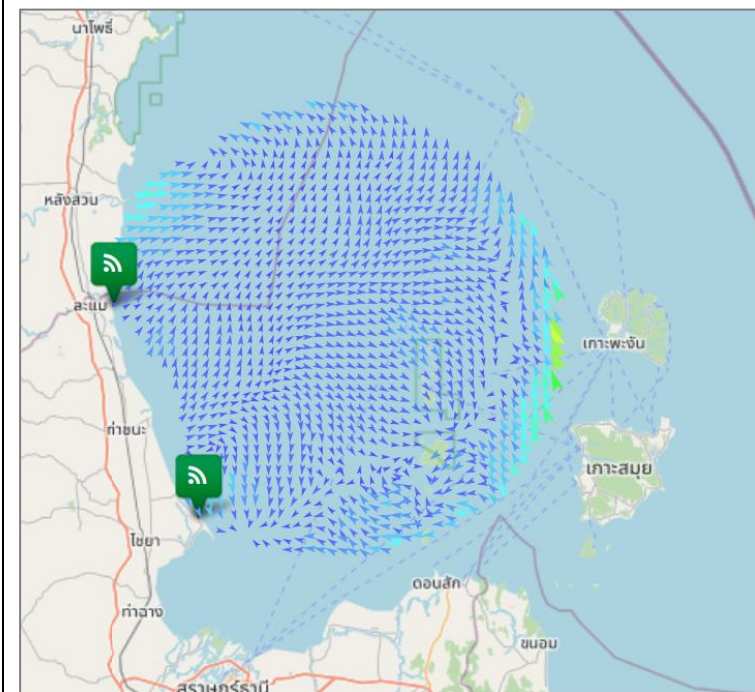 นาโพธิ์
หลังสวน
ละแม
เกาะพะงัน
ท่าชนะ
เกาะสมุย
ไชยา
ดอนสัก
ท่าฉาง
ขนอม
สุราษฎร์ธานี